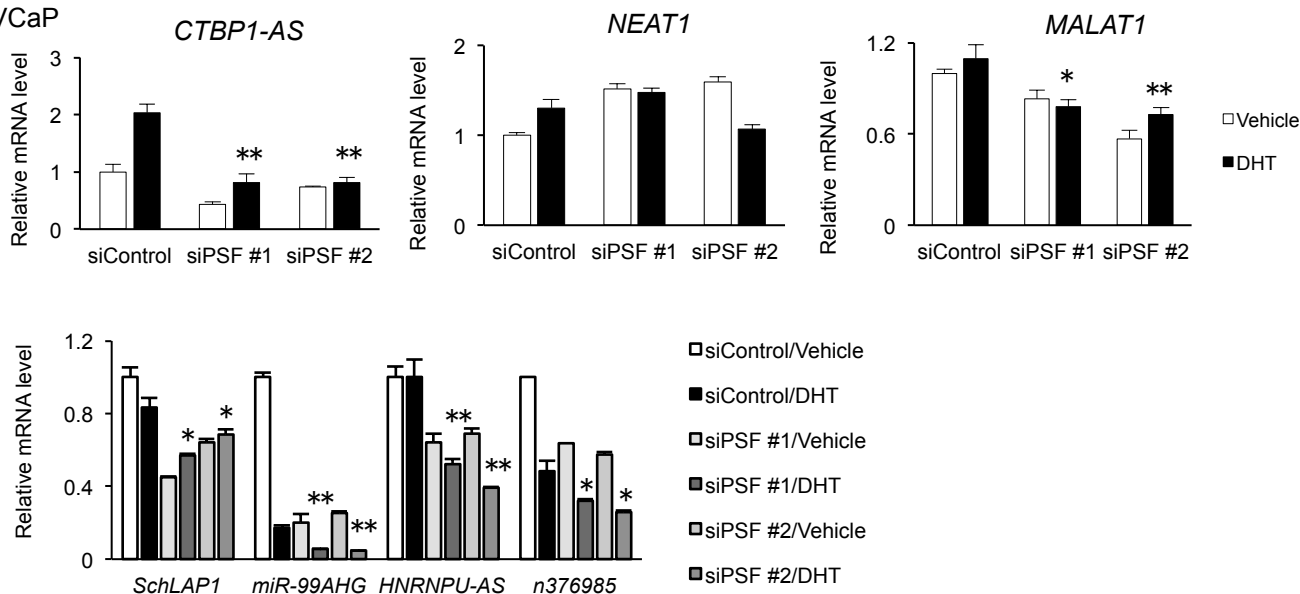 VCaP
CTBP1-AS
Relative mRNA level
3
2
1
0
**
**
siControl siPSF #1 siPSF #2
NEAT1
Relative mRNA level
2
1
0
siControl siPSF #1 siPSF #2
MALAT1
Relative mRNA level
1.2
0.6
0
*
**
siControl siPSF #1 siPSF #2
Vehicle
DHT
Relative mRNA level
1.2
0.8
0.4
0
*
*
**
**
**
**
*
*
SchLAP1 miR-99AHG HNRNPU-AS n376985
siControl/Vehicle
siControl/DHT
siPSF #1/Vehicle
siPSF #1/DHT
siPSF #2/Vehicle
siPSF #2/DHT